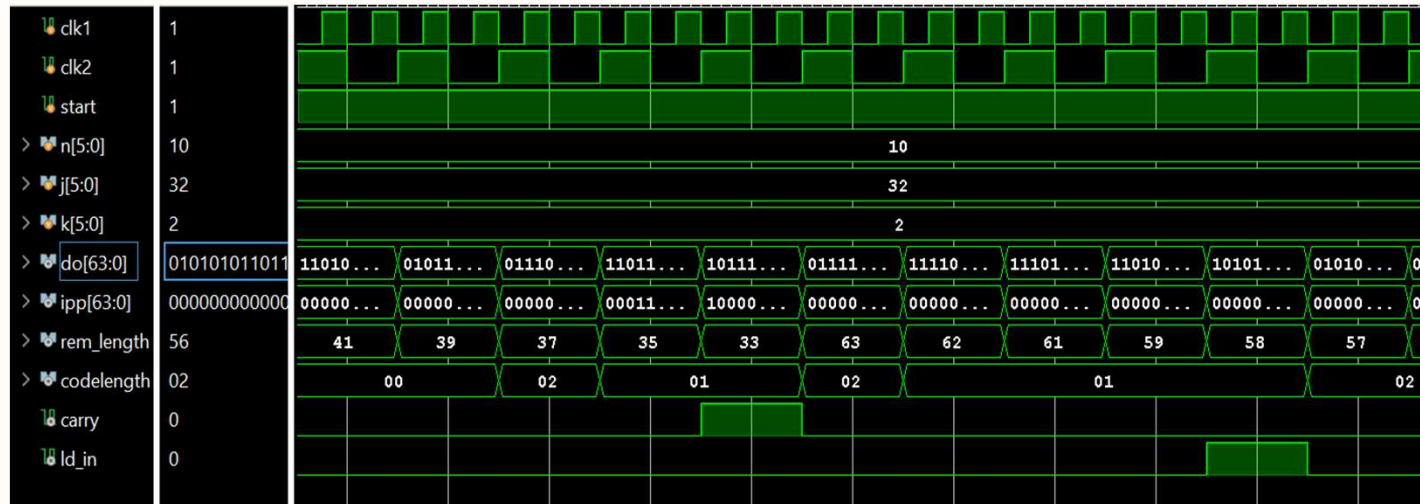 clk1 1
clk2 1
start 1
n[5:0] 10 10
j[5:0] 32 32
k[5:0] 2 2
do[63:0] 010101011011 11010... 01011... 01110... 11011... 10111... 01111... 11110... 11101... 11010... 10101... 01010...
ipp[63:0] 000000000000 00000... 00000... 00000... 00011... 10000... 00000... 00000... 00000... 00000... 00000... 00000...
rem_length 56 41 39 37 35 33 63 62 61 59 58 57
codelength 02 00 02 01 02 01 02
carry 0
ld_in 0